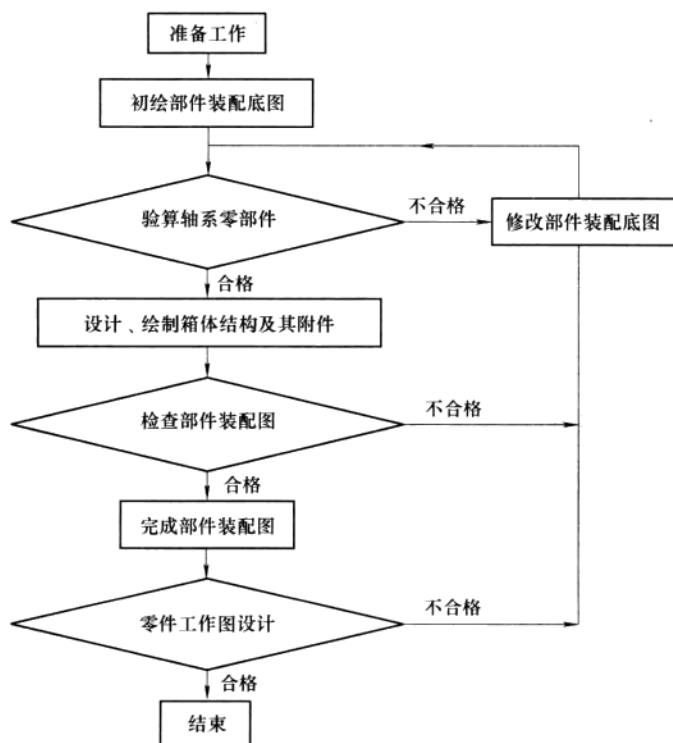 准备工作
初绘部件装配底图
验算轴系零部件
不合格
修改部件装配底图
合格
设计、绘制箱体结构及其附件
检查部件装配图
不合格
合格
完成部件装配图
零件工作图设计
不合格
合格
结束